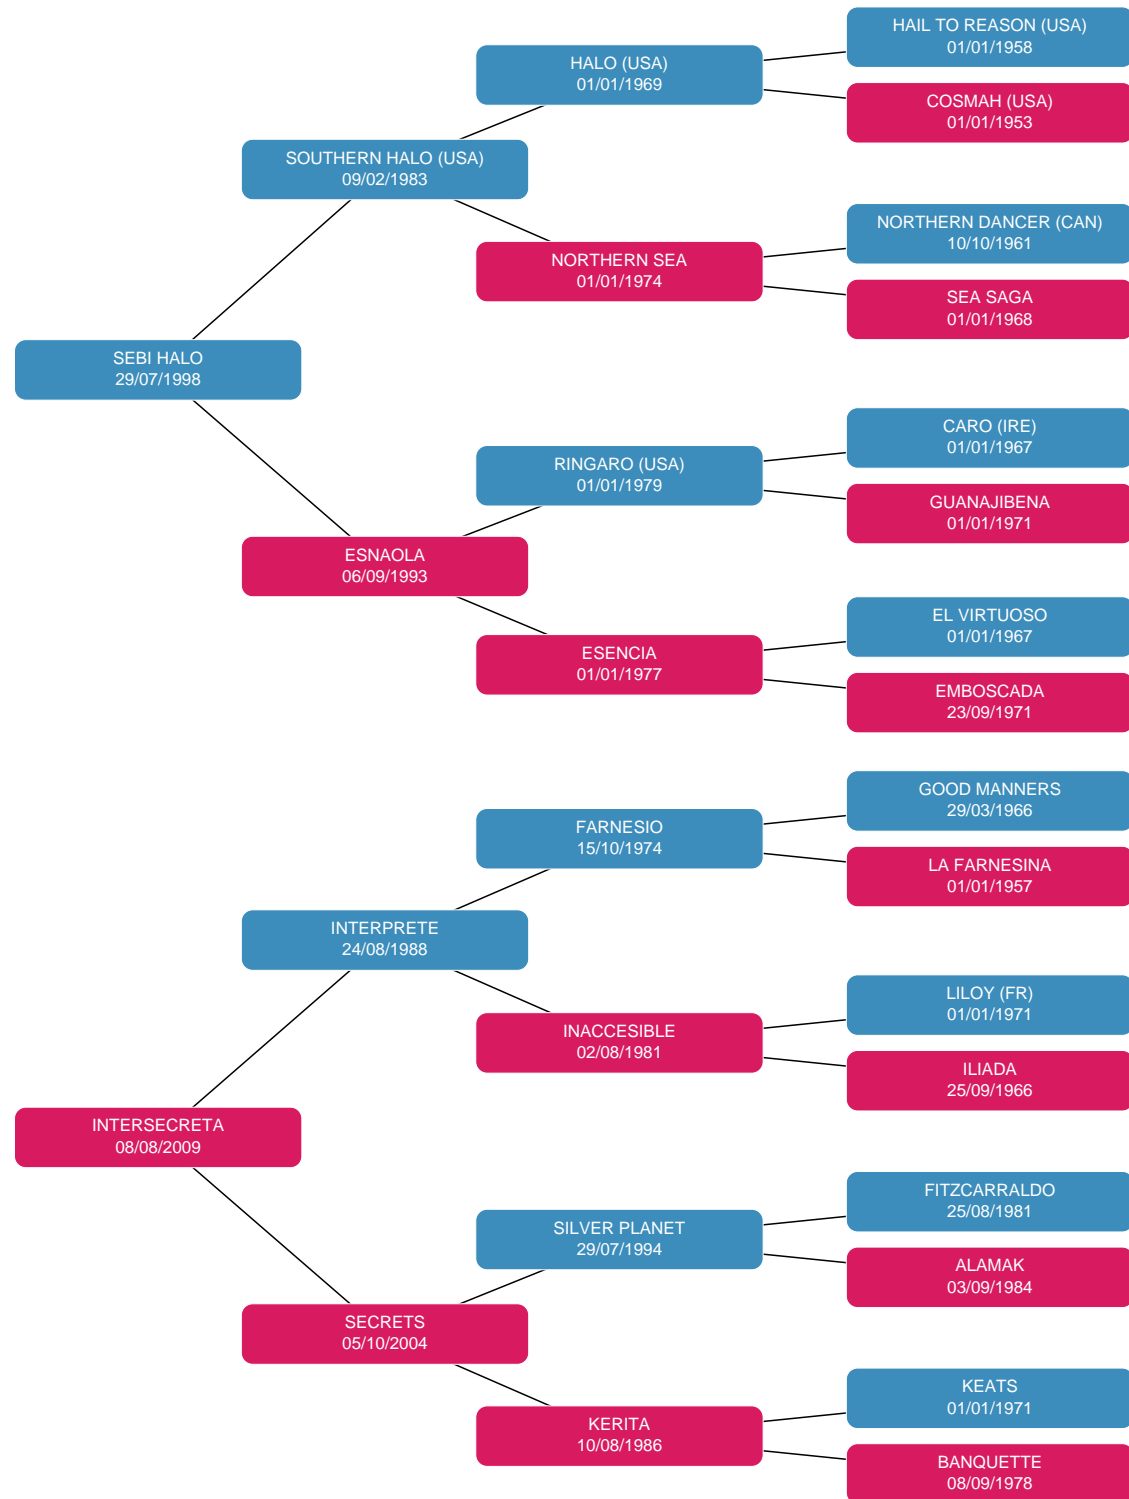 HAIL TO REASON (USA)
01/01/1958
HALO (USA)
01/01/1969
COSMAH (USA)
01/01/1953
SOUTHERN HALO (USA)
09/02/1983
NORTHERN DANCER (CAN)
10/10/1961
NORTHERN SEA
01/01/1974
SEA SAGA
01/01/1968
SEBI HALO
29/07/1998
CARO (IRE)
01/01/1967
RINGARO (USA)
01/01/1979
GUANAJIBENA
01/01/1971
ESNAOLA
06/09/1993
EL VIRTUOSO
01/01/1967
ESENCIA
01/01/1977
EMBOSCADA
23/09/1971
GOOD MANNERS
29/03/1966
FARNESIO
15/10/1974
LA FARNESINA
01/01/1957
INTERPRETE
24/08/1988
LILOY (FR)
01/01/1971
INACCESIBLE
02/08/1981
ILIADA
25/09/1966
INTERSECRETA
08/08/2009
FITZCARRALDO
25/08/1981
SILVER PLANET
29/07/1994
ALAMAK
03/09/1984
SECRETS
05/10/2004
KEATS
01/01/1971
KERITA
10/08/1986
BANQUETTE
08/09/1978